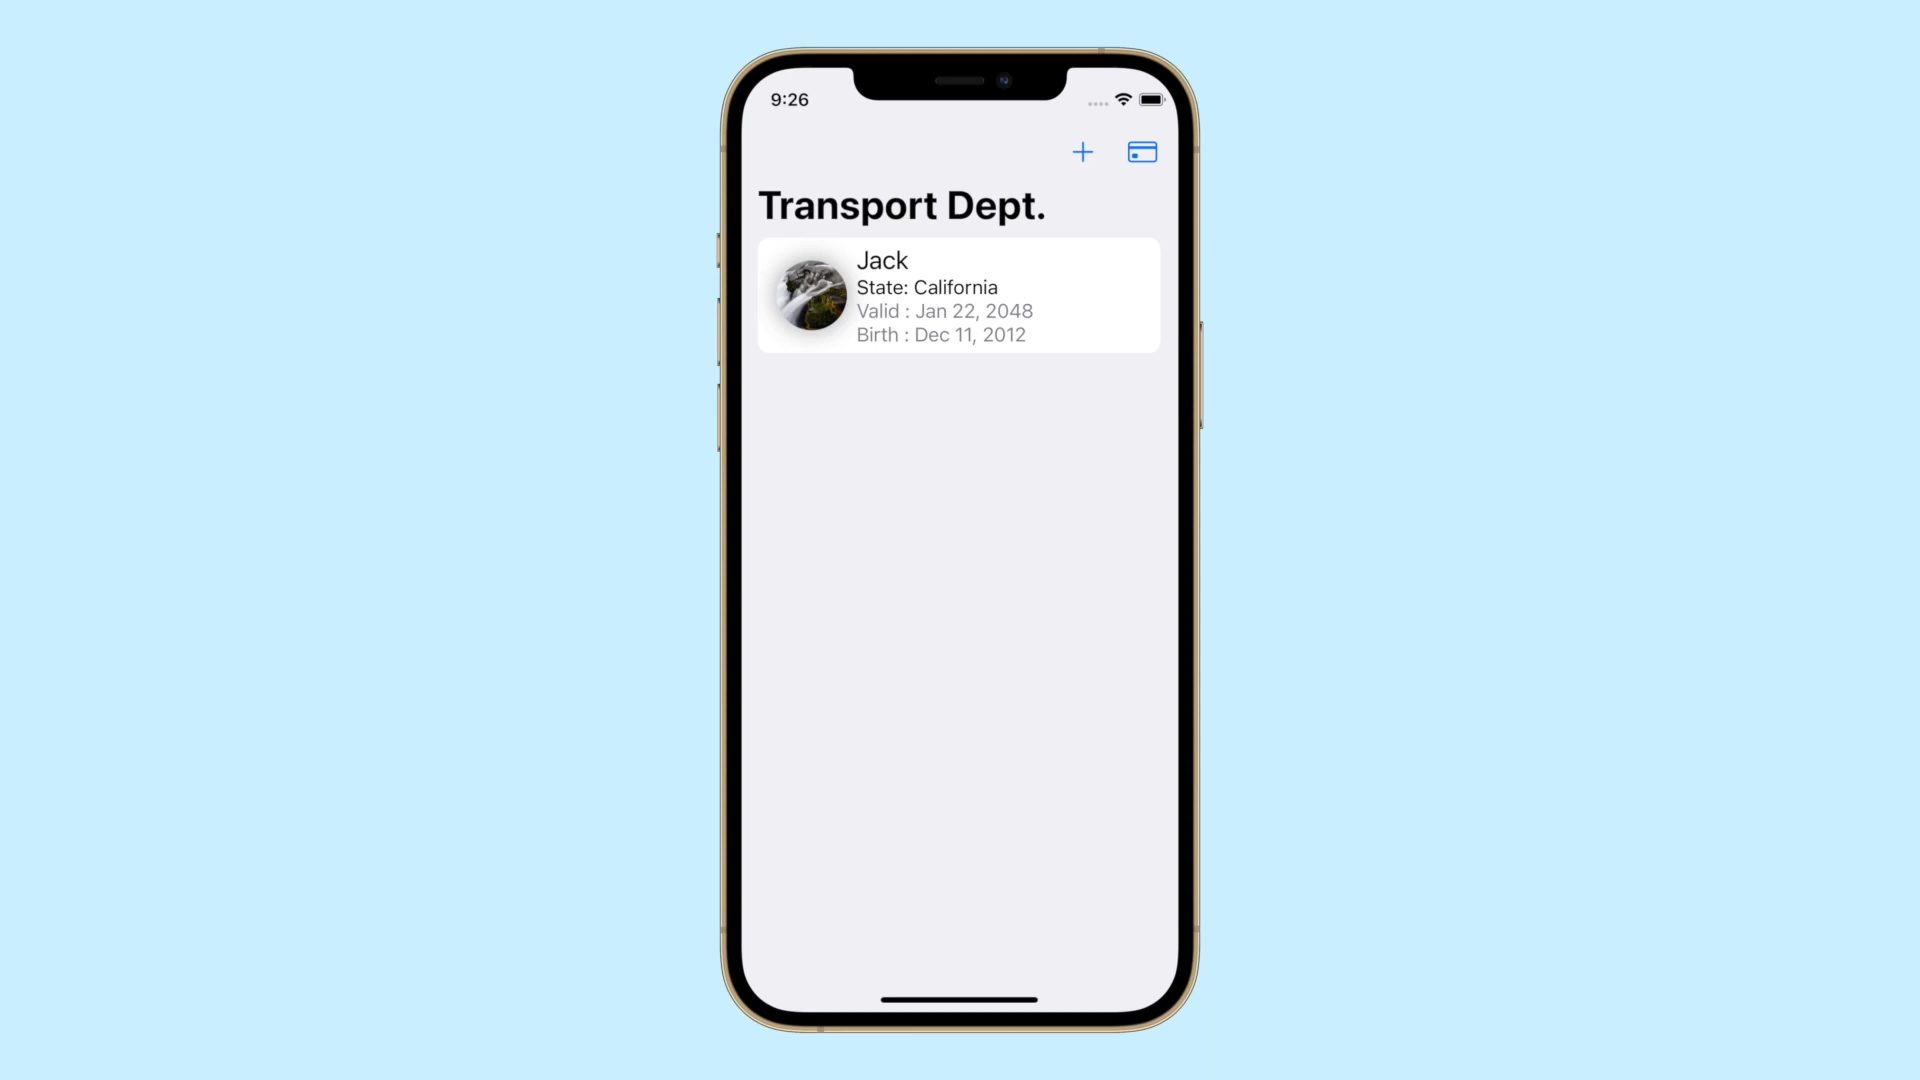 9:26
Transport Dept.
Jack
State: California
Valid : Jan 22, 2048
Birth : Dec 11, 2012